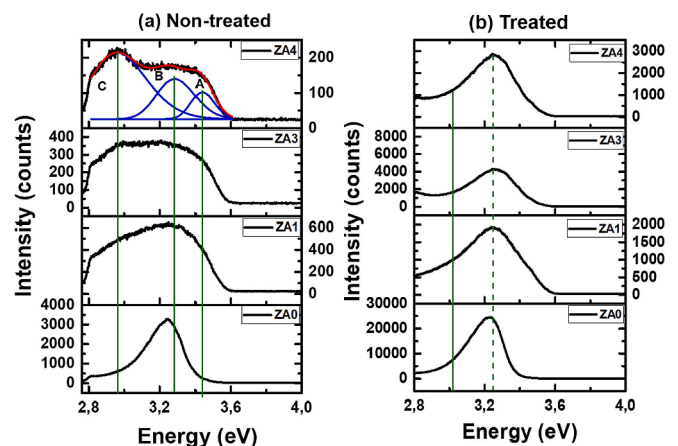 (a) Non-treated
(b) Treated
Intensity (counts)
ZA4
200
100
0
C
B
A
ZA3
400
300
200
100
0
ZA1
600
400
200
0
ZA0
4000
3000
2000
1000
0
2,8
3,2
3,6
4,0
Energy (eV)
Intensity (counts)
ZA4
3000
2000
1000
0
ZA3
8000
6000
4000
2000
0
ZA1
2000
1500
1000
500
0
ZA0
30000
20000
10000
0
2,8
3,2
3,6
4,0
Energy (eV)